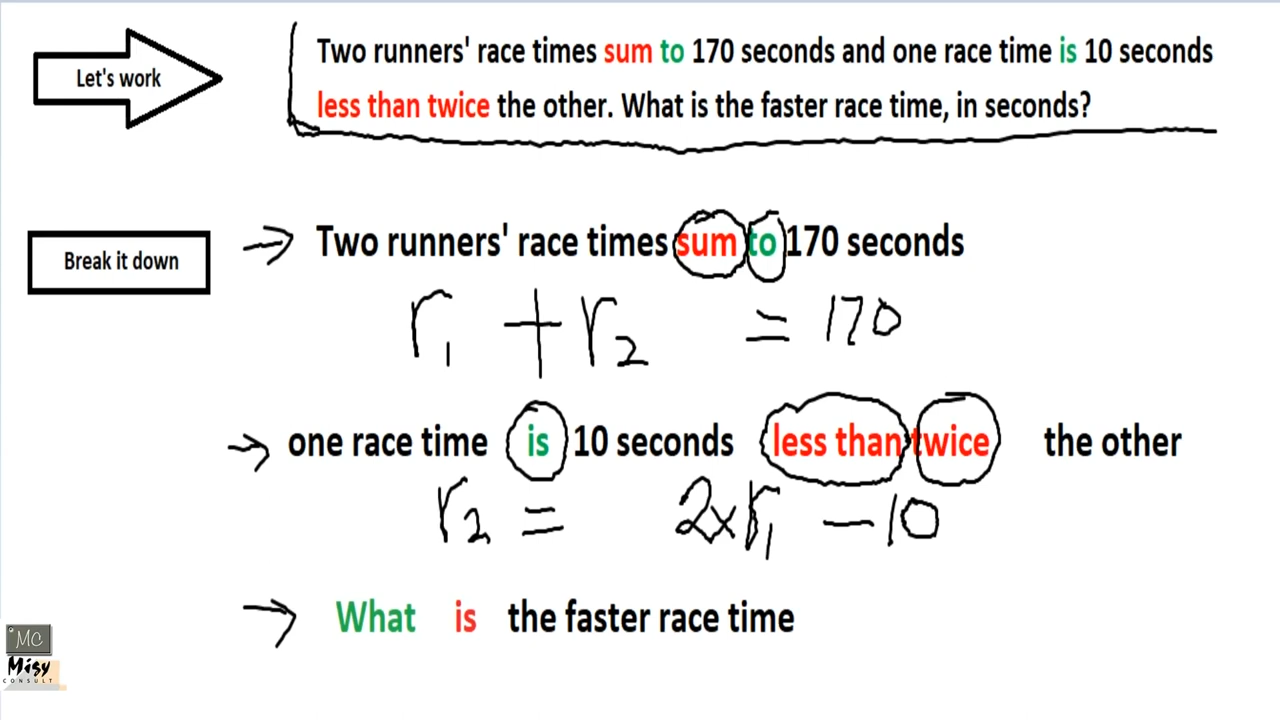 Let's work
Two runners' race times sum to 170 seconds and one race time is 10 seconds
less than twice the other. What is the faster race time, in seconds?
Break it down
Two runners' race times sum to 170 seconds
r₁ + r₂ = 170
one race time is 10 seconds less than twice the other
r₂ = 2×r₁ − 10
What is the faster race time
MC
Misy
CONSULT